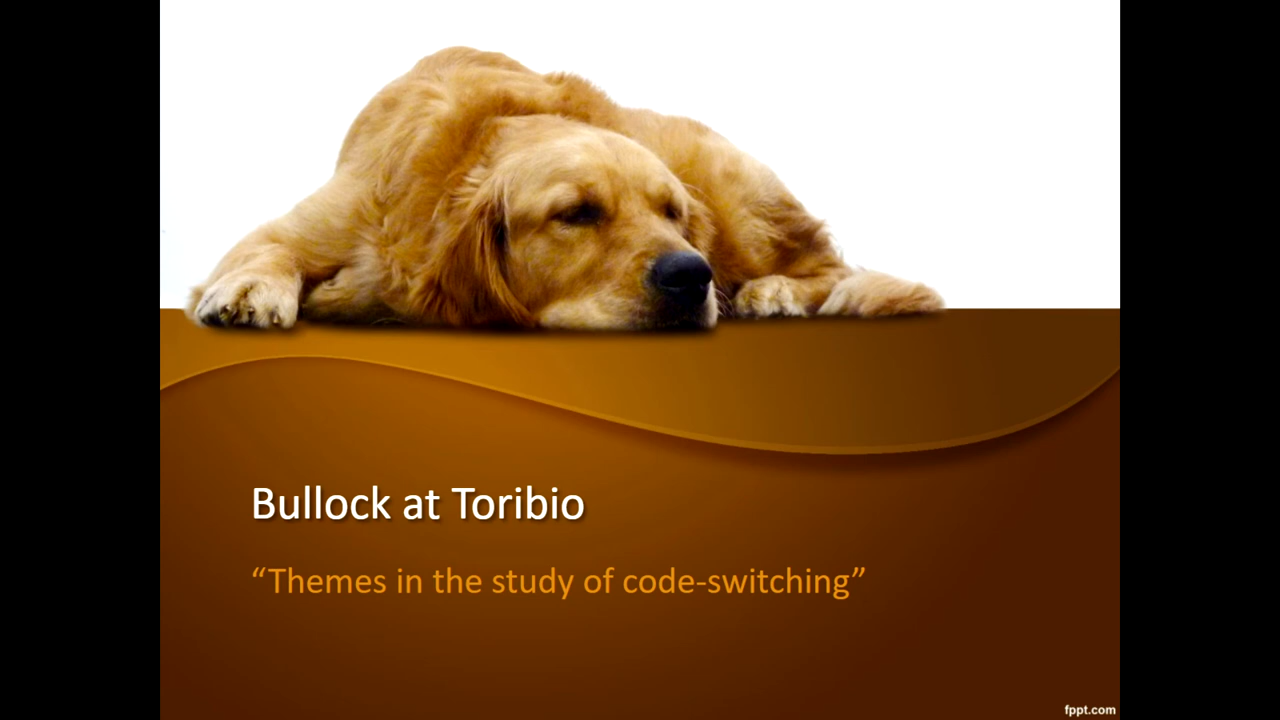 Bullock at Toribio
“Themes in the study of code-switching”
fppt.com